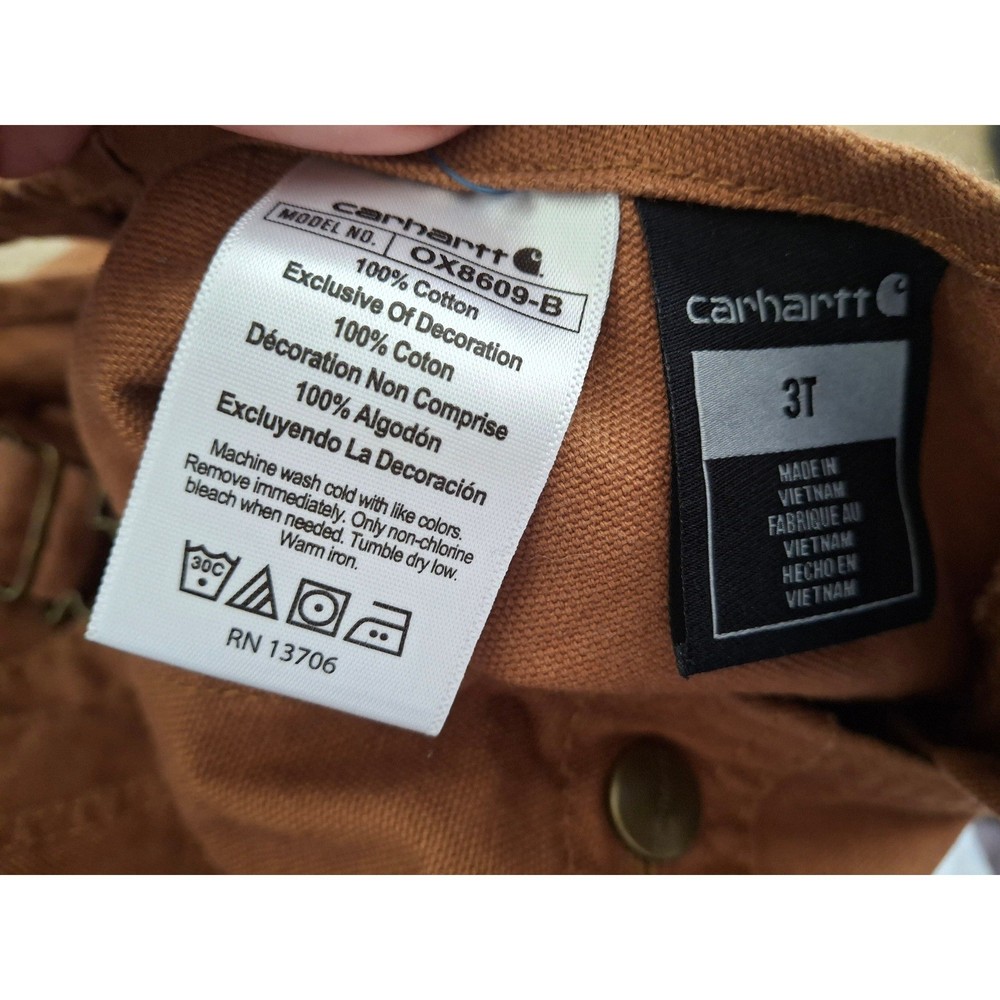 carhartt
MODEL NO. OX8609-B
100% Cotton
Exclusive Of Decoration
100% Coton
Décoration Non Comprise
100% Algodón
Excluyendo La Decoración
Machine wash cold with like colors.
Remove immediately. Only non-chlorine
bleach when needed. Tumble dry low.
Warm iron.
30C
RN 13706
carhartt
3T
MADE IN
VIETNAM
FABRIQUE AU
VIETNAM
HECHO EN
VIETNAM